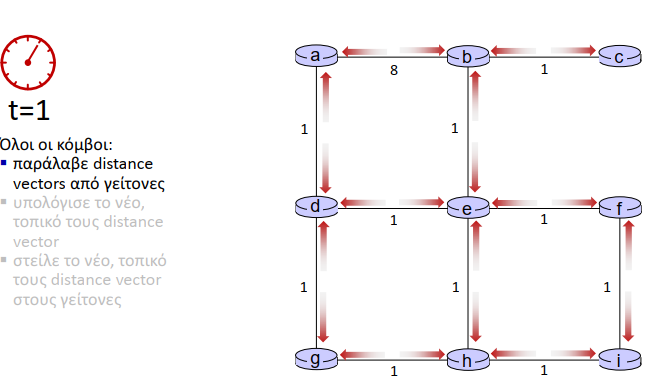 t=1
Όλοι οι κόμβοι:
παράλαβε distance
vectors από γείτονες
υπολόγισε το νέο,
τοπικό τους distance
vector
στείλε το νέο, τοπικό
τους distance vector
στους γείτονες
a b c
8 1
1 1
d e f
1 1
1 1 1
g h i
1 1